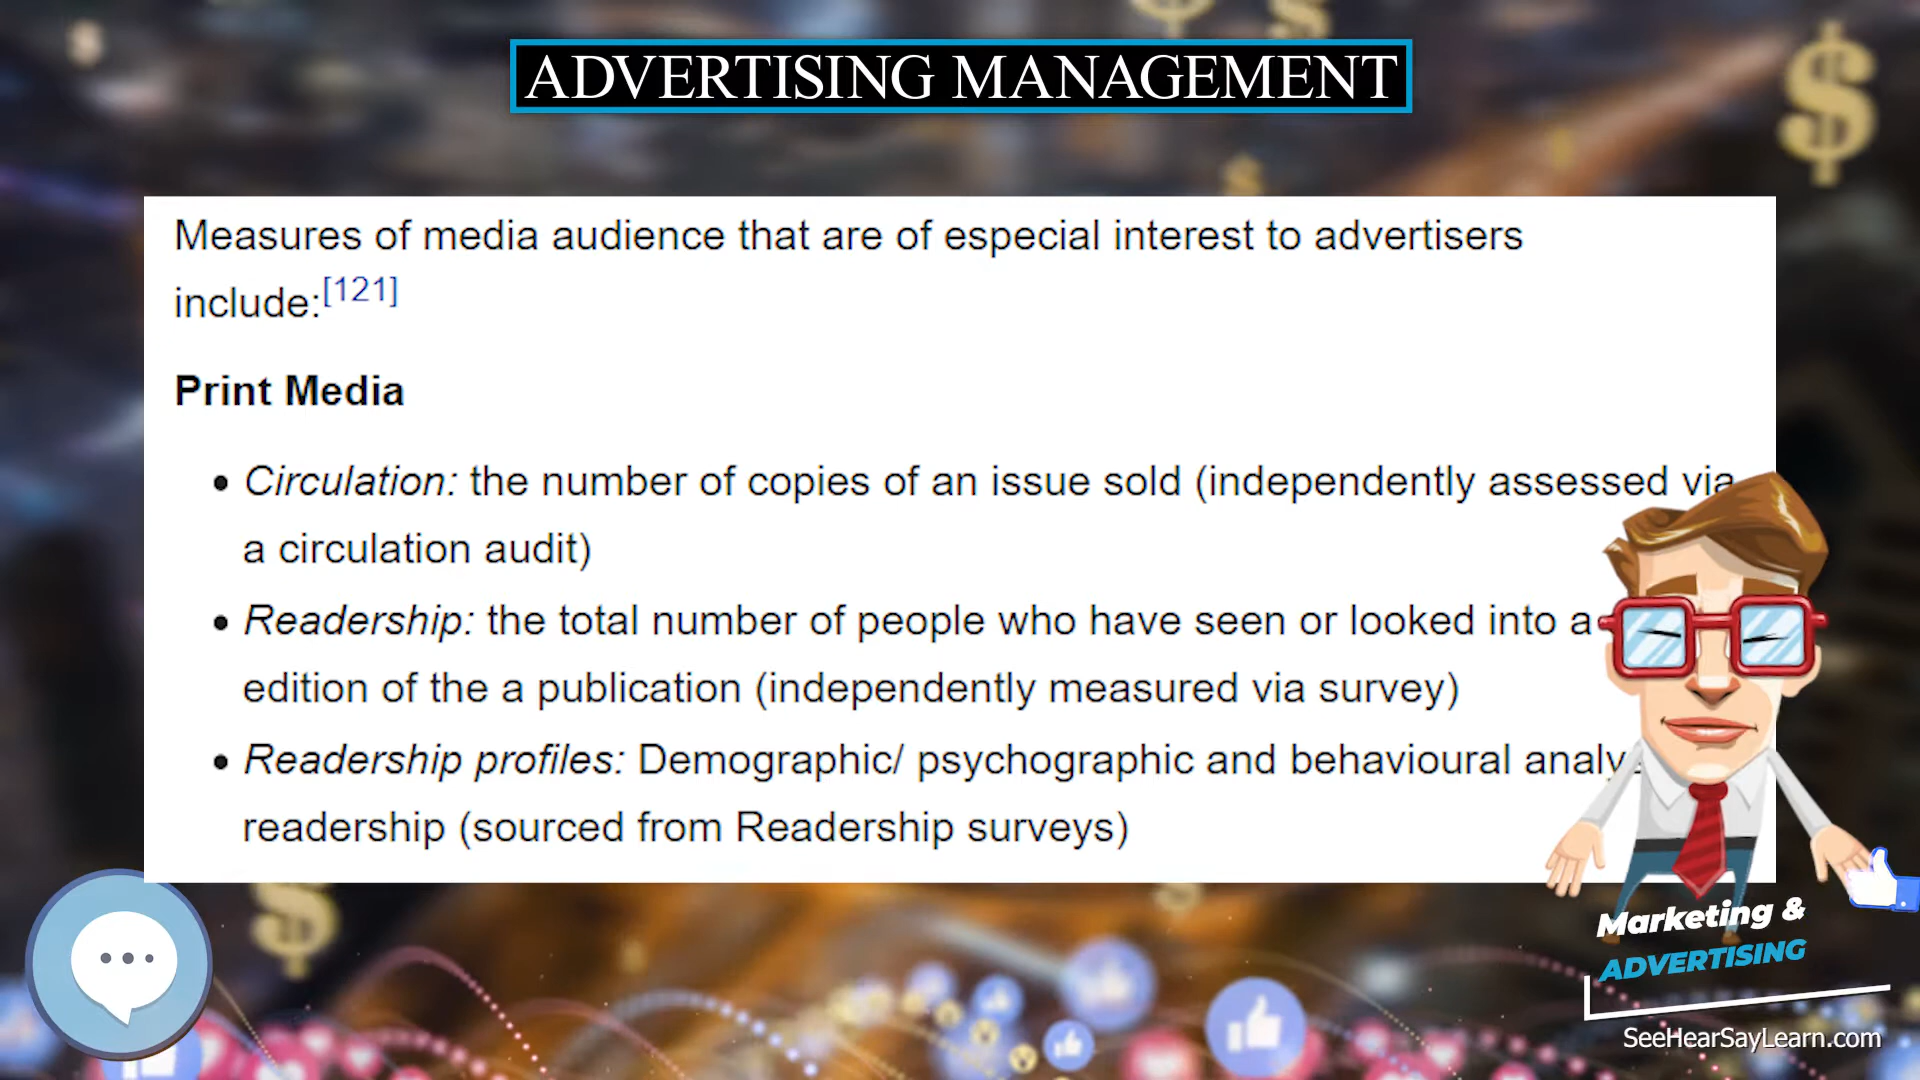 ADVERTISING MANAGEMENT
Measures of media audience that are of especial interest to advertisers
include:[121]
Print Media
• Circulation: the number of copies of an issue sold (independently assessed via
a circulation audit)
• Readership: the total number of people who have seen or looked into a
edition of the a publication (independently measured via survey)
• Readership profiles: Demographic/ psychographic and behavioural
readership (sourced from Readership surveys)
Marketing &
ADVERTISING
SeeHearSayLearn.com